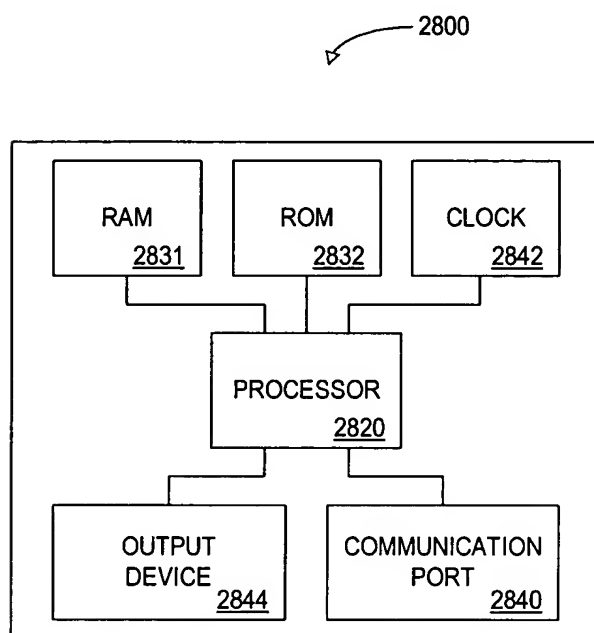 2800
RAM
2831
ROM
2832
CLOCK
2842
PROCESSOR
2820
OUTPUT
DEVICE
2844
COMMUNICATION
PORT
2840